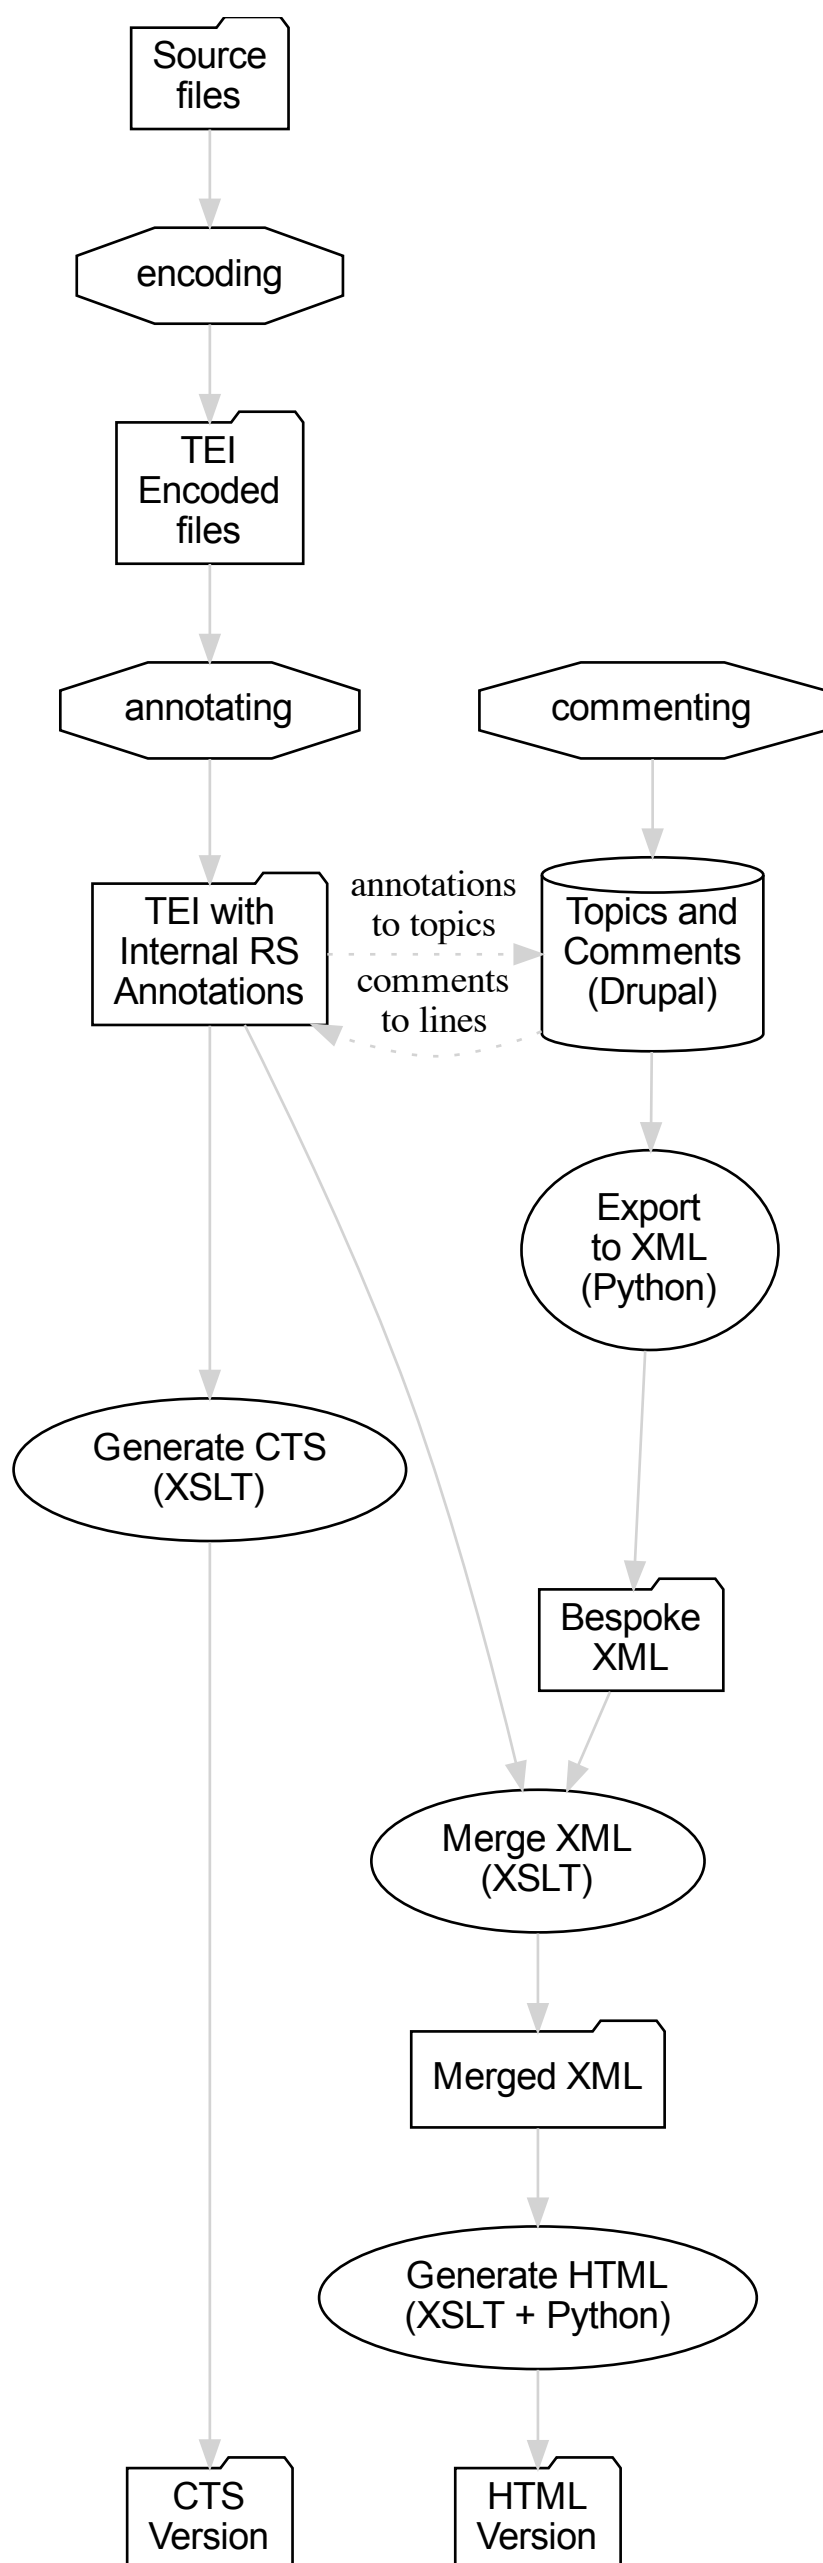 Source
files
encoding
TEI
Encoded
files
annotating
commenting
TEI with
Internal RS
Annotations
annotations
to topics
comments
to lines
Topics and
Comments
(Drupal)
Export
to XML
(Python)
Generate CTS
(XSLT)
Bespoke
XML
Merge XML
(XSLT)
Merged XML
Generate HTML
(XSLT + Python)
CTS
Version
HTML
Version